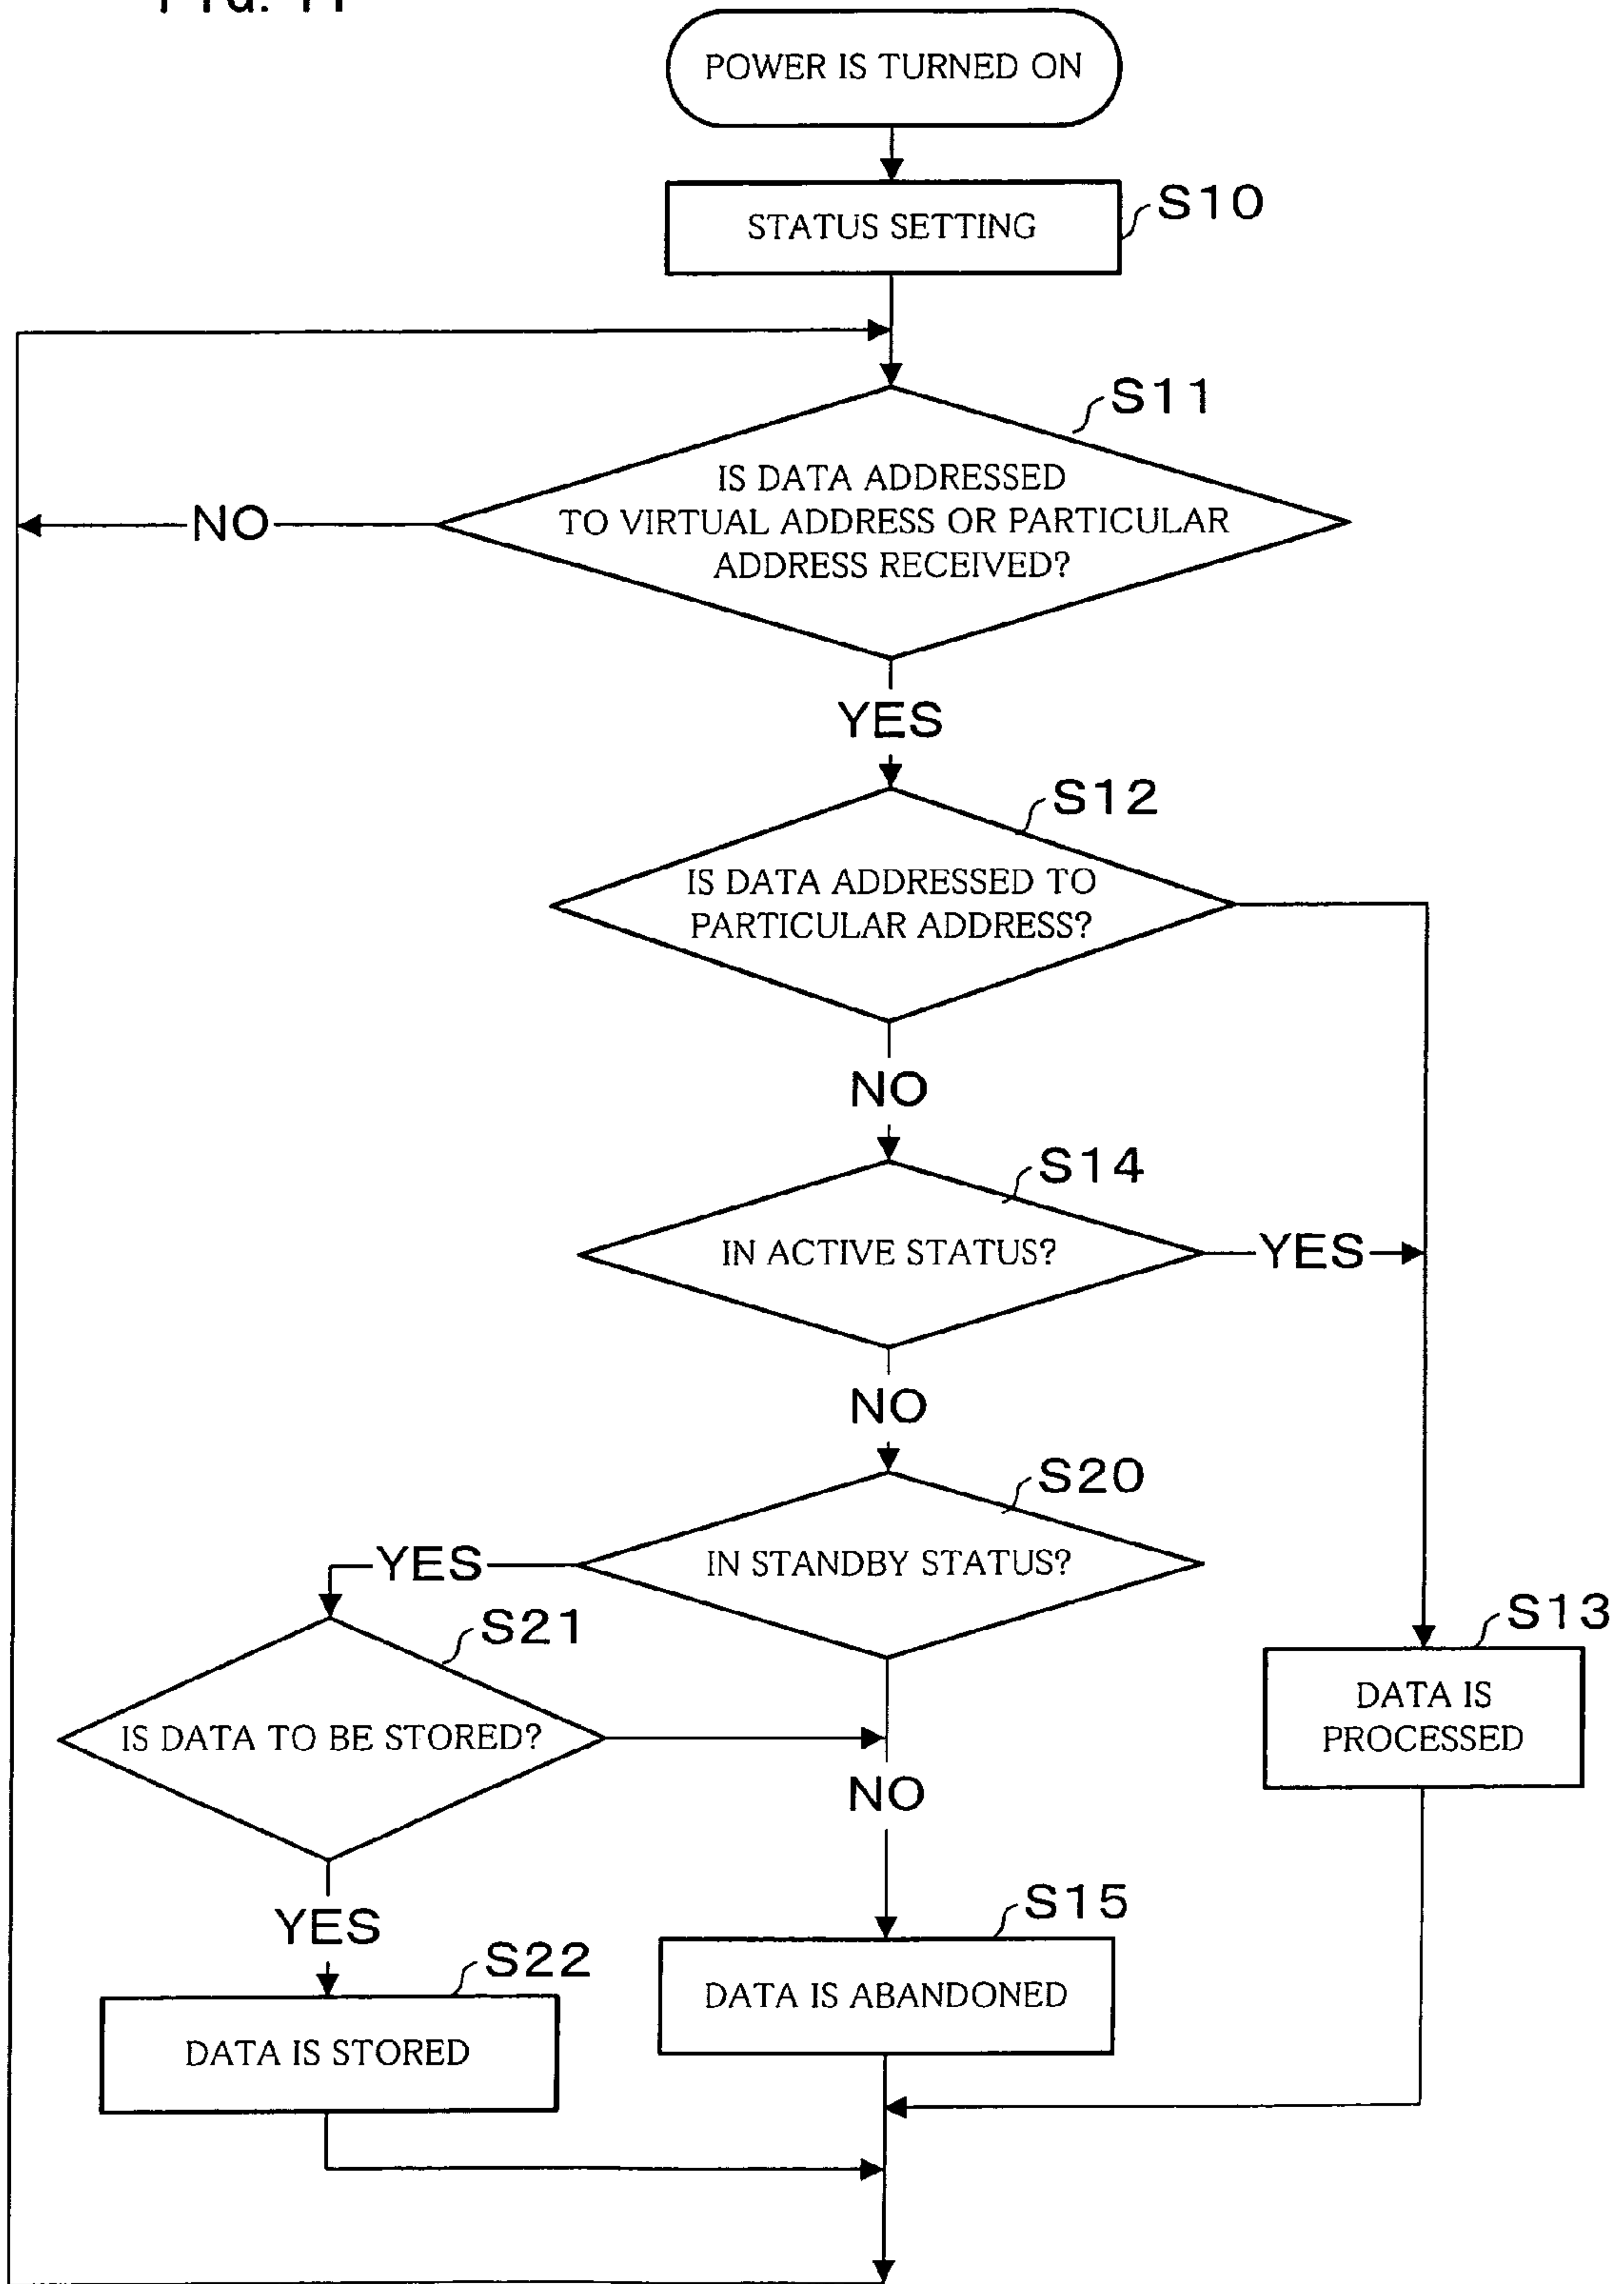 POWER IS TURNED ON
STATUS SETTING
S10
S11
IS DATA ADDRESSED
TO VIRTUAL ADDRESS OR PARTICULAR
ADDRESS RECEIVED?
NO
YES
S12
IS DATA ADDRESSED TO
PARTICULAR ADDRESS?
NO
S14
IN ACTIVE STATUS?
YES
NO
S20
IN STANDBY STATUS?
YES
S21
IS DATA TO BE STORED?
S13
DATA IS
PROCESSED
NO
YES
S15
DATA IS ABANDONED
S22
DATA IS STORED